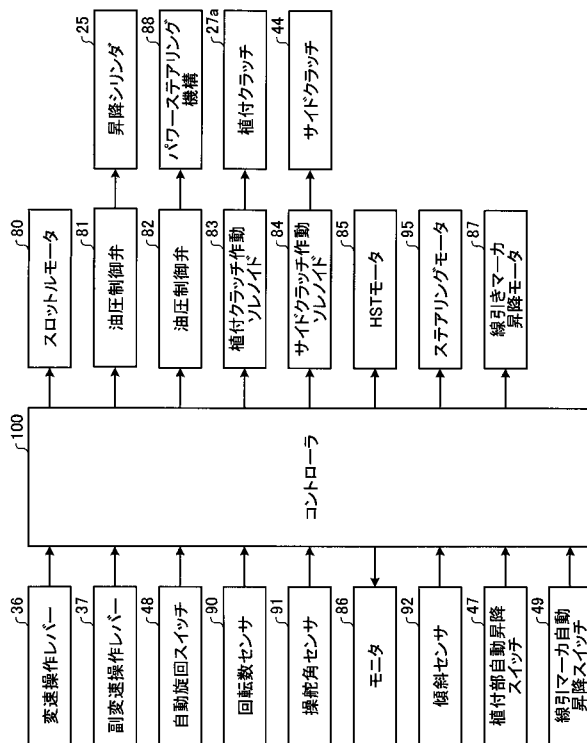 36
変速操作レバー
37
副変速操作レバー
48
自動旋回スイッチ
90
回転数センサ
91
操舵角センサ
86
モニタ
92
傾斜センサ
47
植付部自動昇降
スイッチ
49
線引マーカ自動
昇降スイッチ
100
コントローラ
80
スロットルモータ
81
油圧制御弁
82
油圧制御弁
83
植付クラッチ作動
ソレノイド
84
サイドクラッチ作動
ソレノイド
85
HSTモータ
95
ステアリングモータ
87
線引きマーカ
昇降モータ
25
昇降シリンダ
88
パワーステアリング
機構
27a
植付クラッチ
44
サイドクラッチ